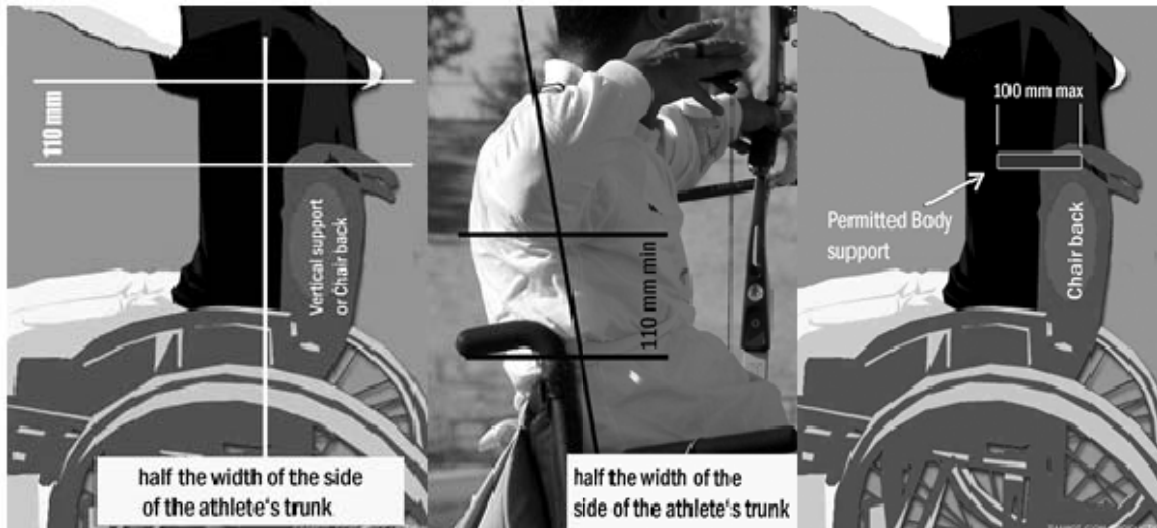 110 mm
Vertical support
or Chair back
half the width of the side
of the athlete's trunk
110 mm min
half the width of the
side of the athlete's trunk
100 mm max
Permitted Body
support
Chair back